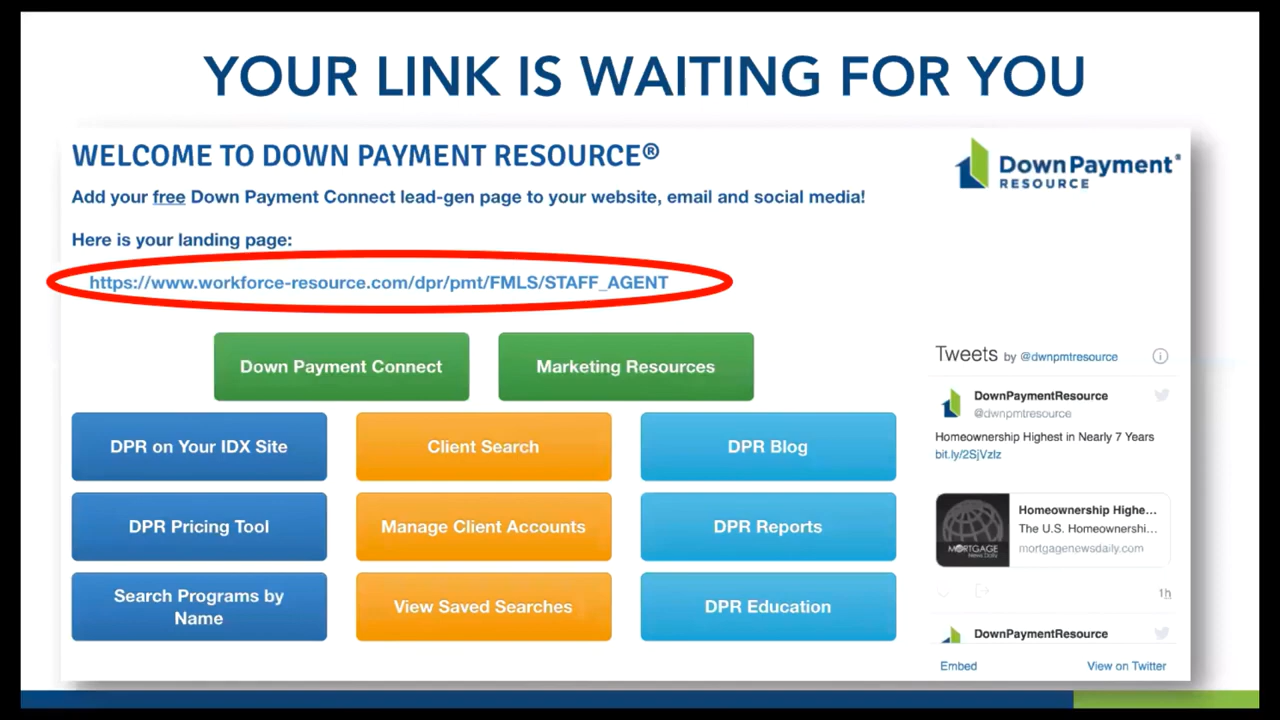 YOUR LINK IS WAITING FOR YOU
WELCOME TO DOWN PAYMENT RESOURCE®
Add your free Down Payment Connect lead-gen page to your website, email and social media!
Here is your landing page:
https://www.workforce-resource.com/dpr/pmt/FMLS/STAFF_AGENT
DownPayment®
RESOURCE
Down Payment Connect
Marketing Resources
DPR on Your IDX Site
Client Search
DPR Blog
DPR Pricing Tool
Manage Client Accounts
DPR Reports
Search Programs by
Name
View Saved Searches
DPR Education
Tweets by @dwnpmtresource
DownPaymentResource
@dwnpmtresource
Homeownership Highest in Nearly 7 Years
bit.ly/2SjVzIz
MORTGAGE
News Daily
Homeownership Highe...
The U.S. Homeownershi...
mortgagenewsdaily.com
1h
DownPaymentResource
Embed
View on Twitter